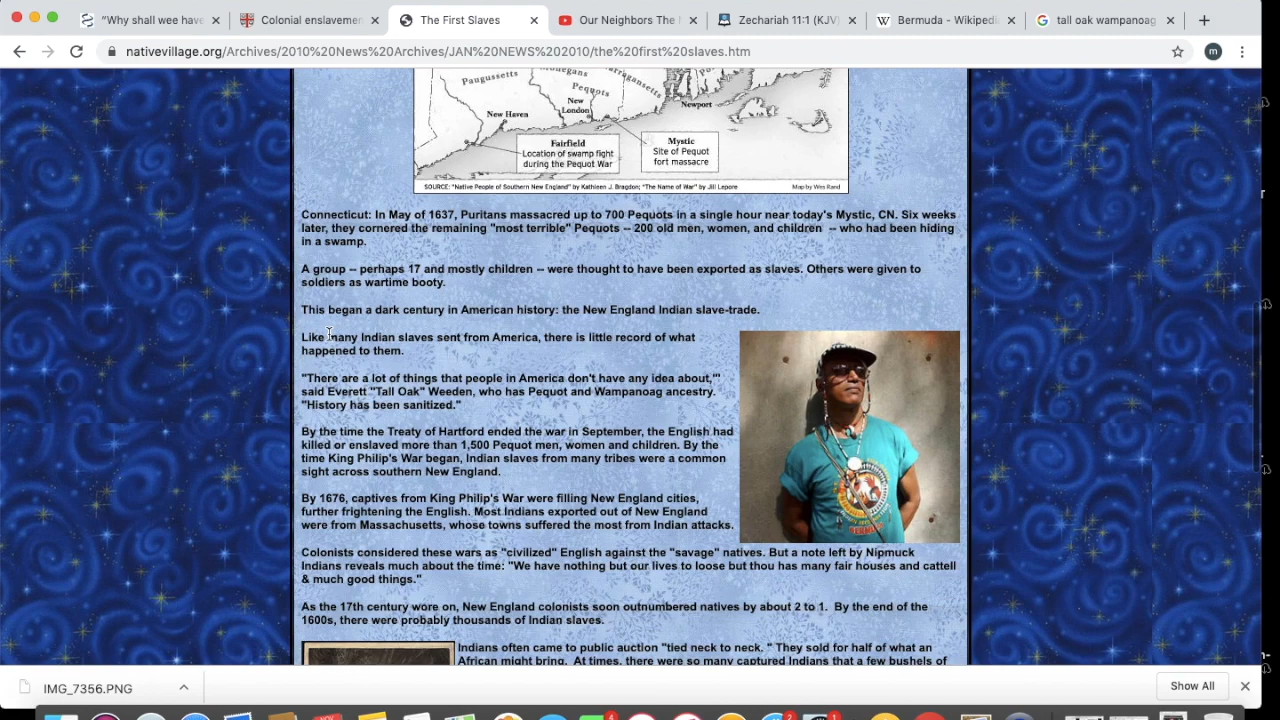 "Why shall wee have
Colonial enslavemen
The First Slaves
Our Neighbors The
Zechariah 11:1 (KJV)
Bermuda - Wikipedi
tall oak wampanoag
nativevillage.org/Archives/2010%20News%20Archives/JAN%20NEWS%202010/the%20first%20slaves.htm
m
Paugussetts
Mohegans
Pequots
Narragansetts
New Haven
New
London
Newport
Fairfield
Location of swamp fight
during the Pequot War
Mystic
Site of Pequot
fort massacre
SOURCE: "Native People of Southern New England" by Kathleen J. Bragdon; "The Name of War" by Jill Lepore
Map by Wes Rand
Connecticut: In May of 1637, Puritans massacred up to 700 Pequots in a single hour near today's Mystic, CN. Six weeks
later, they cornered the remaining "most terrible" Pequots -- 200 old men, women, and children -- who had been hiding
in a swamp.
A group -- perhaps 17 and mostly children -- were thought to have been exported as slaves. Others were given to
soldiers as wartime booty.
This began a dark century in American history: the New England Indian slave-trade.
Like many Indian slaves sent from America, there is little record of what
happened to them.
"There are a lot of things that people in America don't have any idea about,'"
said Everett "Tall Oak" Weeden, who has Pequot and Wampanoag ancestry.
"History has been sanitized."
By the time the Treaty of Hartford ended the war in September, the English had
killed or enslaved more than 1,500 Pequot men, women and children. By the
time King Philip's War began, Indian slaves from many tribes were a common
sight across southern New England.
By 1676, captives from King Philip's War were filling New England cities,
further frightening the English. Most Indians exported out of New England
were from Massachusetts, whose towns suffered the most from Indian attacks.
Colonists considered these wars as "civilized" English against the "savage" natives. But a note left by Nipmuck
Indians reveals much about the time: "We have nothing but our lives to loose but thou has many fair houses and cattell
& much good things."
As the 17th century wore on, New England colonists soon outnumbered natives by about 2 to 1. By the end of the
1600s, there were probably thousands of Indian slaves.
Indians often came to public auction "tied neck to neck. " They sold for half of what an
African might bring. At times, there were so many captured Indians that a few bushels of
IMG_7356.PNG
Show All